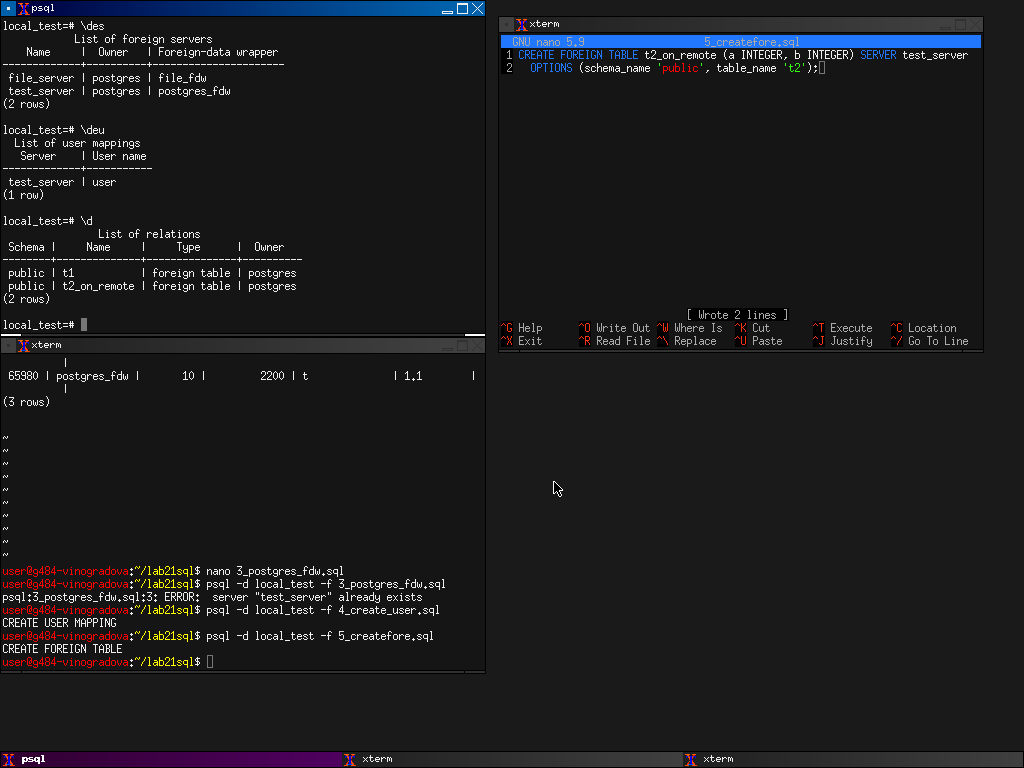 psql
local_test=# \des
List of foreign servers
Name | Owner | Foreign-data wrapper
-------------+----------+----------------------
file_server | postgres | file_fdw
test_server | postgres | postgres_fdw
(2 rows)
local_test=# \deu
List of user mappings
Server | User name
-------------+-----------
test_server | user
(1 row)
local_test=# \d
List of relations
Schema | Name | Type | Owner
--------+--------------+---------------+----------
public | t1 | foreign table | postgres
public | t2_on_remote | foreign table | postgres
(2 rows)
local_test=#
xterm
GNU nano 5.9 5_createfore.sql
1 CREATE FOREIGN TABLE t2_on_remote (a INTEGER, b INTEGER) SERVER test_server
2 OPTIONS (schema_name 'public', table_name 't2');
[ Wrote 2 lines ]
^G Help ^O Write Out ^W Where Is ^K Cut ^T Execute ^C Location
^X Exit ^R Read File ^\ Replace ^U Paste ^J Justify ^/ Go To Line
xterm
|
65980 | postgres_fdw | 10 | 2200 | t | 1.1 |
|
(3 rows)
~
~
~
~
~
~
~
~
~
~
user@g484-vinogradova:~/lab21sql$ nano 3_postgres_fdw.sql
user@g484-vinogradova:~/lab21sql$ psql -d local_test -f 3_postgres_fdw.sql
psql:3_postgres_fdw.sql:3: ERROR:  server "test_server" already exists
user@g484-vinogradova:~/lab21sql$ psql -d local_test -f 4_create_user.sql
CREATE USER MAPPING
user@g484-vinogradova:~/lab21sql$ psql -d local_test -f 5_createfore.sql
CREATE FOREIGN TABLE
user@g484-vinogradova:~/lab21sql$
psql xterm xterm